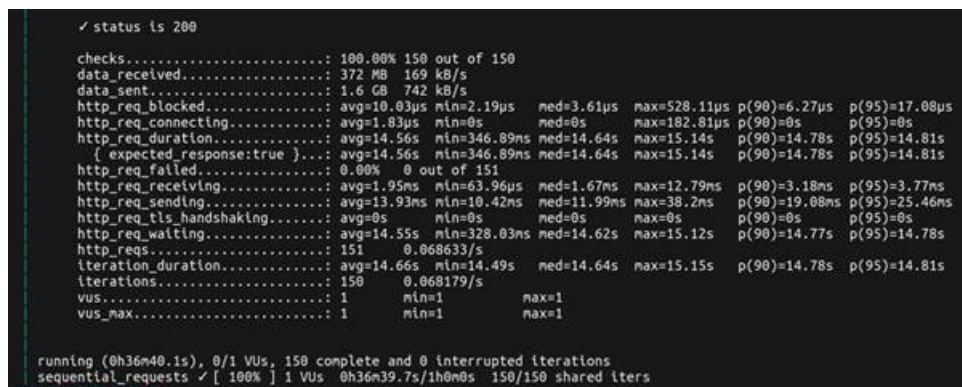 ✓ status is 200
checks.........................: 100.00% 150 out of 150
data_received..................: 372 MB 169 kB/s
data_sent......................: 1.6 GB 742 kB/s
http_req_blocked...............: avg=10.03µs min=2.19µs med=3.61µs max=528.11µs p(90)=6.27µs p(95)=17.08µs
http_req_connecting............: avg=1.83µs min=0s med=0s max=182.81µs p(90)=0s p(95)=0s
http_req_duration..............: avg=14.56s min=346.89ms med=14.64s max=15.14s p(90)=14.78s p(95)=14.81s
{ expected_response:true }...: avg=14.56s min=346.89ms med=14.64s max=15.14s p(90)=14.78s p(95)=14.81s
http_req_failed................: 0.00% 0 out of 151
http_req_receiving.............: avg=1.95ms min=63.96µs med=1.67ms max=12.79ms p(90)=3.18ms p(95)=3.77ms
http_req_sending...............: avg=13.93ms min=10.42ms med=11.99ms max=38.2ms p(90)=19.08ms p(95)=25.46ms
http_req_tls_handshaking.......: avg=0s min=0s med=0s max=0s p(90)=0s p(95)=0s
http_req_waiting...............: avg=14.55s min=328.03ms med=14.62s max=15.12s p(90)=14.77s p(95)=14.78s
http_reqs......................: 151 0.068633/s
iteration_duration.............: avg=14.66s min=14.49s med=14.64s max=15.15s p(90)=14.78s p(95)=14.81s
iterations.....................: 150 0.068179/s
vus............................: 1 min=1 max=1
vus_max........................: 1 min=1 max=1
running (0h36m40.1s), 0/1 VUs, 150 complete and 0 interrupted iterations
sequential_requests ✓ [ 100% ] 1 VUs 0h36m39.7s/1h0m0s 150/150 shared iters